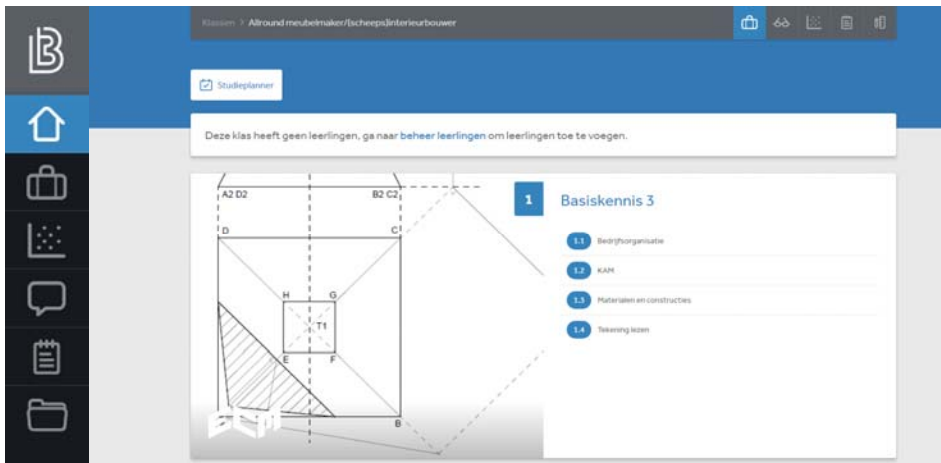 Klassen > Allround meubelmaker/(scheeps)interieurbouwer
Studieplanner
Deze klas heeft geen leerlingen, ga naar beheer leerlingen om leerlingen toe te voegen.
A2 D2
B2 C2
D
C
H
G
T1
E
F
B
1
Basiskennis 3
1.1 Bedrijfsorganisatie
1.2 KAM
1.3 Materialen en constructies
1.4 Tekening lezen